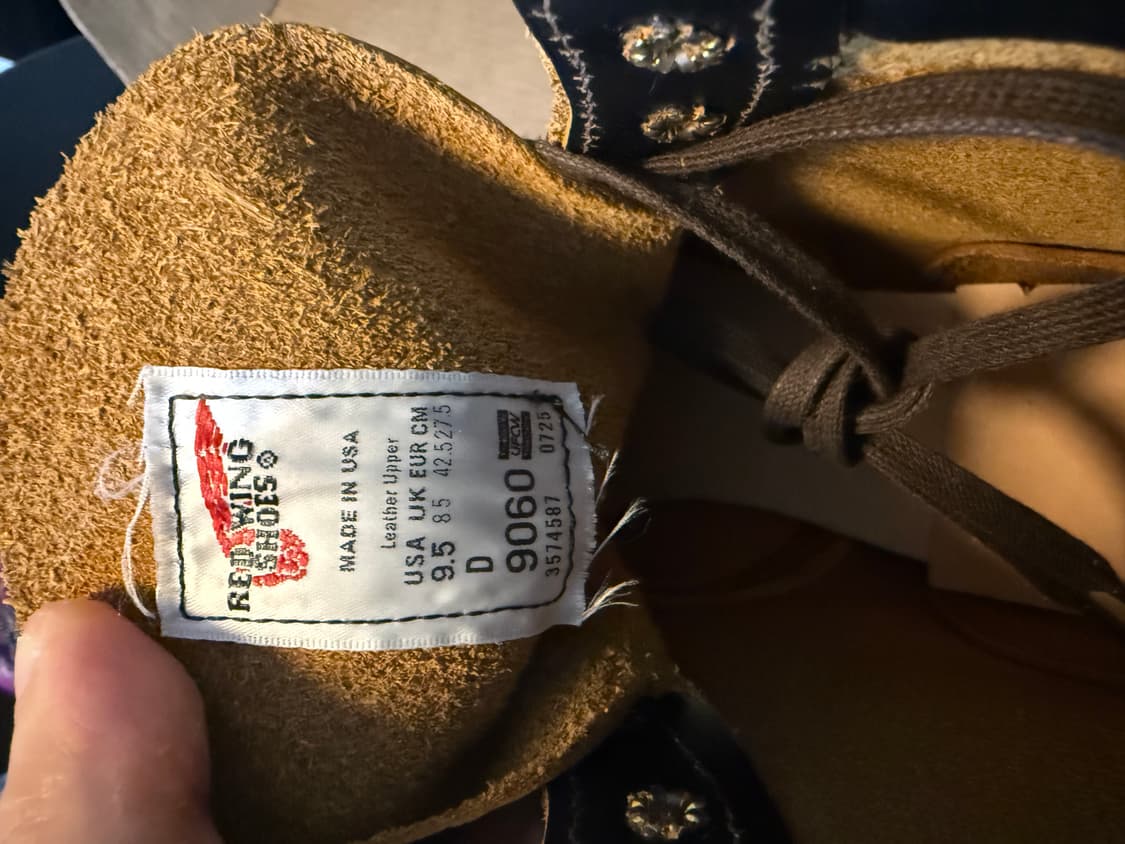 RED WING
SHOES
MADE IN USA
Leather Upper
USA UK EUR CM
9.5 8.5 42.5 27.5
D
9060 UFCW
3574587 0725